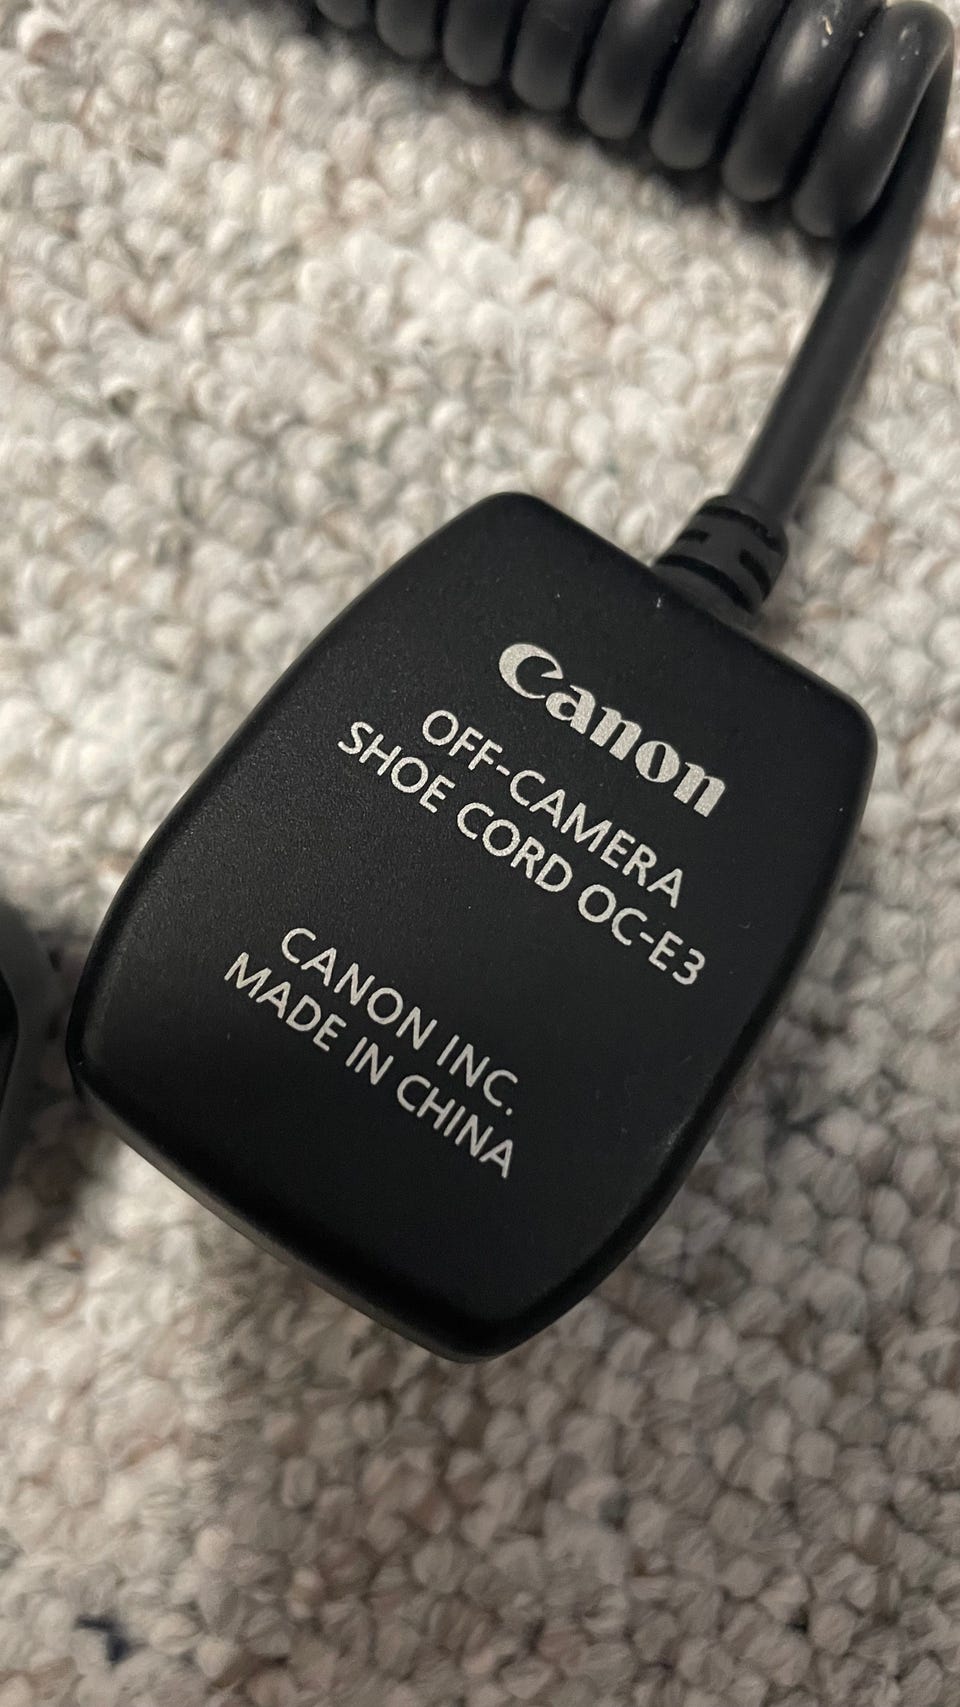 Canon
OFF-CAMERA
SHOE CORD OC-E3
CANON INC.
MADE IN CHINA